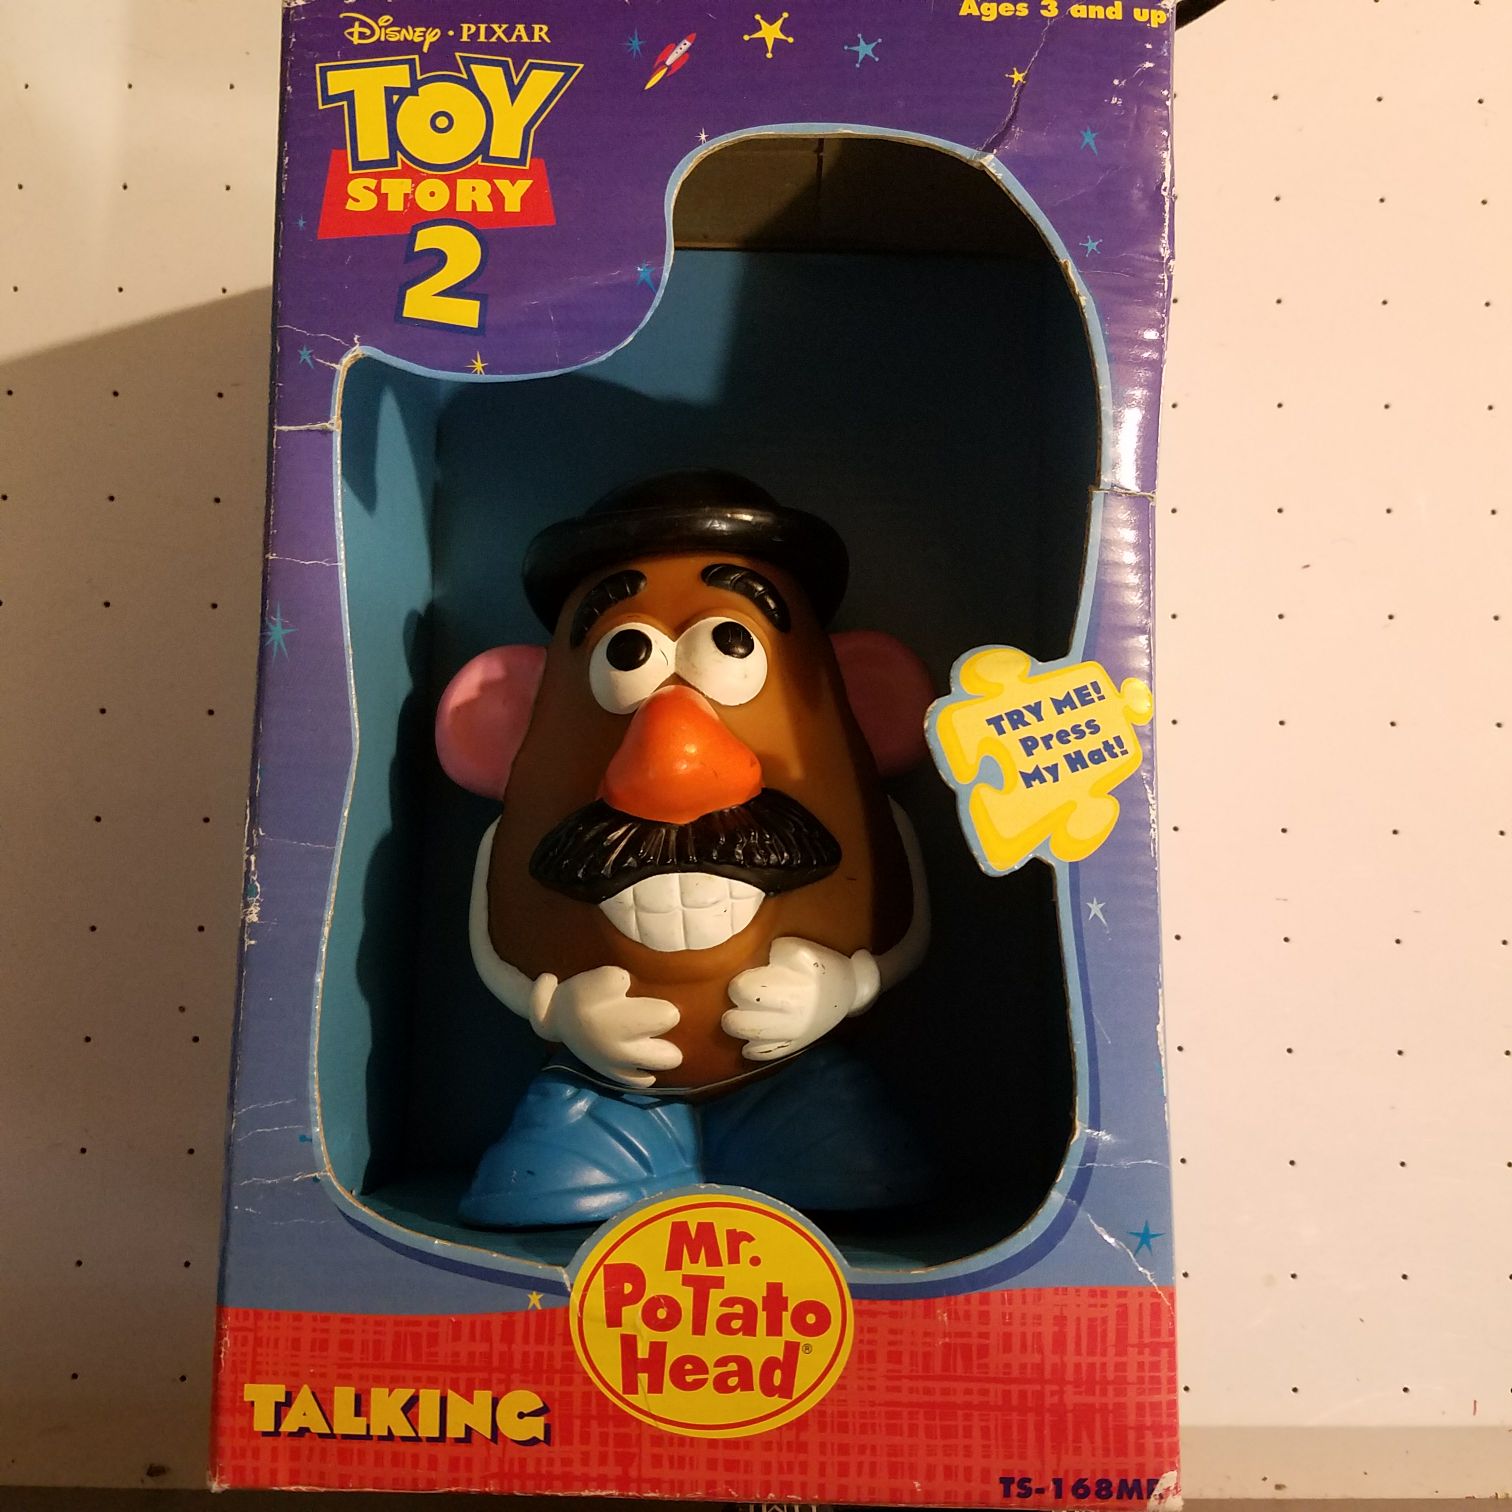 Ages 3 and up
Disney · PIXAR
TOY
STORY
2
TRY ME!
Press
My Hat!
Mr.
PoTato
Head®
TALKING